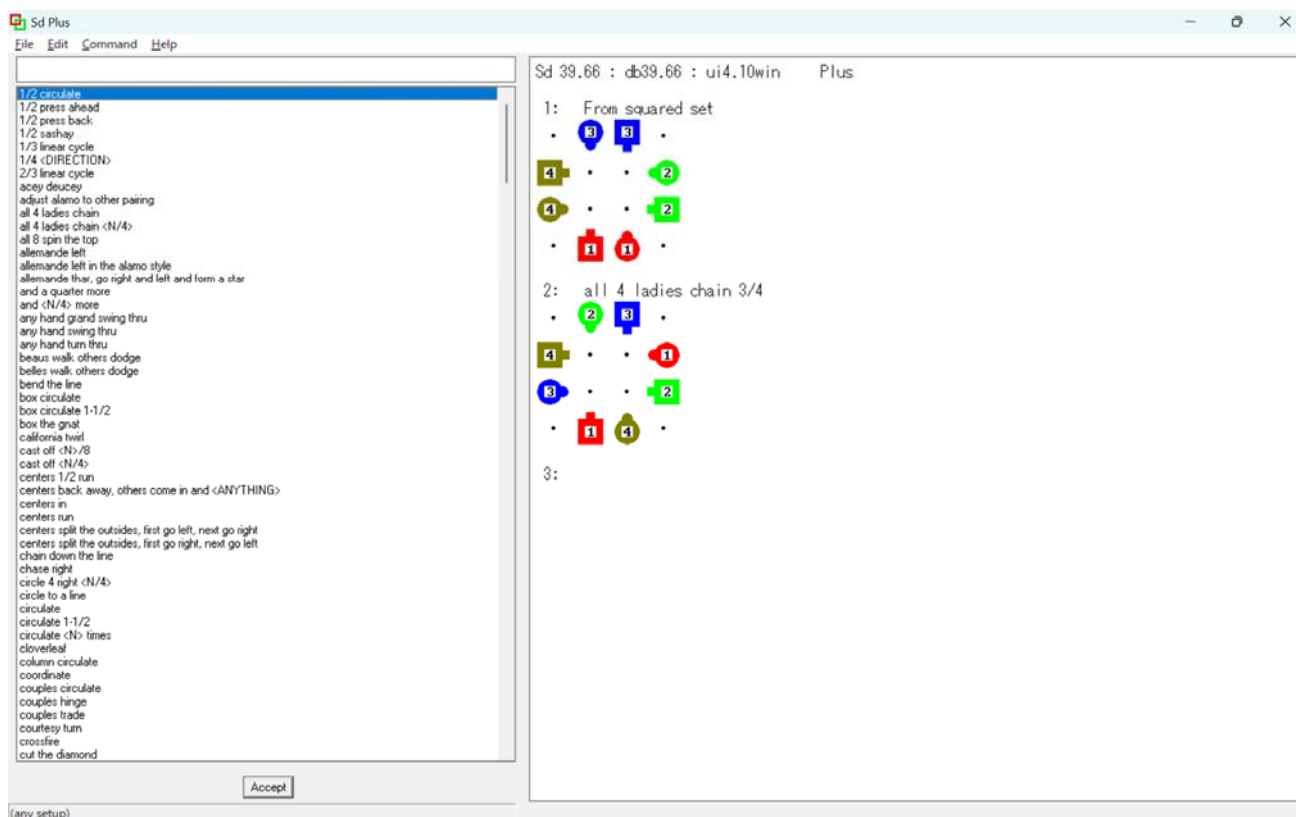 Sd Plus
File Edit Command Help
1/2 circulate
1/2 press ahead
1/2 press back
1/2 sashay
1/3 linear cycle
1/4 <DIRECTION>
2/3 linear cycle
acey deucey
adjust alamo to other pairing
all 4 ladies chain
all 4 ladies chain <N/4>
all 8 spin the top
allemande left
allemande left in the alamo style
allemande thar, go right and left and form a star
and a quarter more
and <N/4> more
any hand grand swing thru
any hand swing thru
any hand turn thru
beaus walk others dodge
belles walk others dodge
bend the line
box circulate
box circulate 1-1/2
box the gnat
california twirl
cast off <N>/8
cast off <N/4>
centers 1/2 run
centers back away, others come in and <ANYTHING>
centers in
centers run
centers split the outsides, first go left, next go right
centers split the outsides, first go right, next go left
chain down the line
chase right
circle 4 right <N/4>
circle to a line
circulate
circulate 1-1/2
circulate <N> times
cloverleaf
column circulate
coordinate
couples circulate
couples hinge
couples trade
courtesy turn
crossfire
cut the diamond
Accept
(any setup)
Sd 39.66 : db39.66 : ui4.10win Plus
1: From squared set
. 3 3 .
4 . . 2
4 . . 2
. 1 1 .
2: all 4 ladies chain 3/4
. 2 3 .
4 . . 1
3 . . 2
. 1 4 .
3: